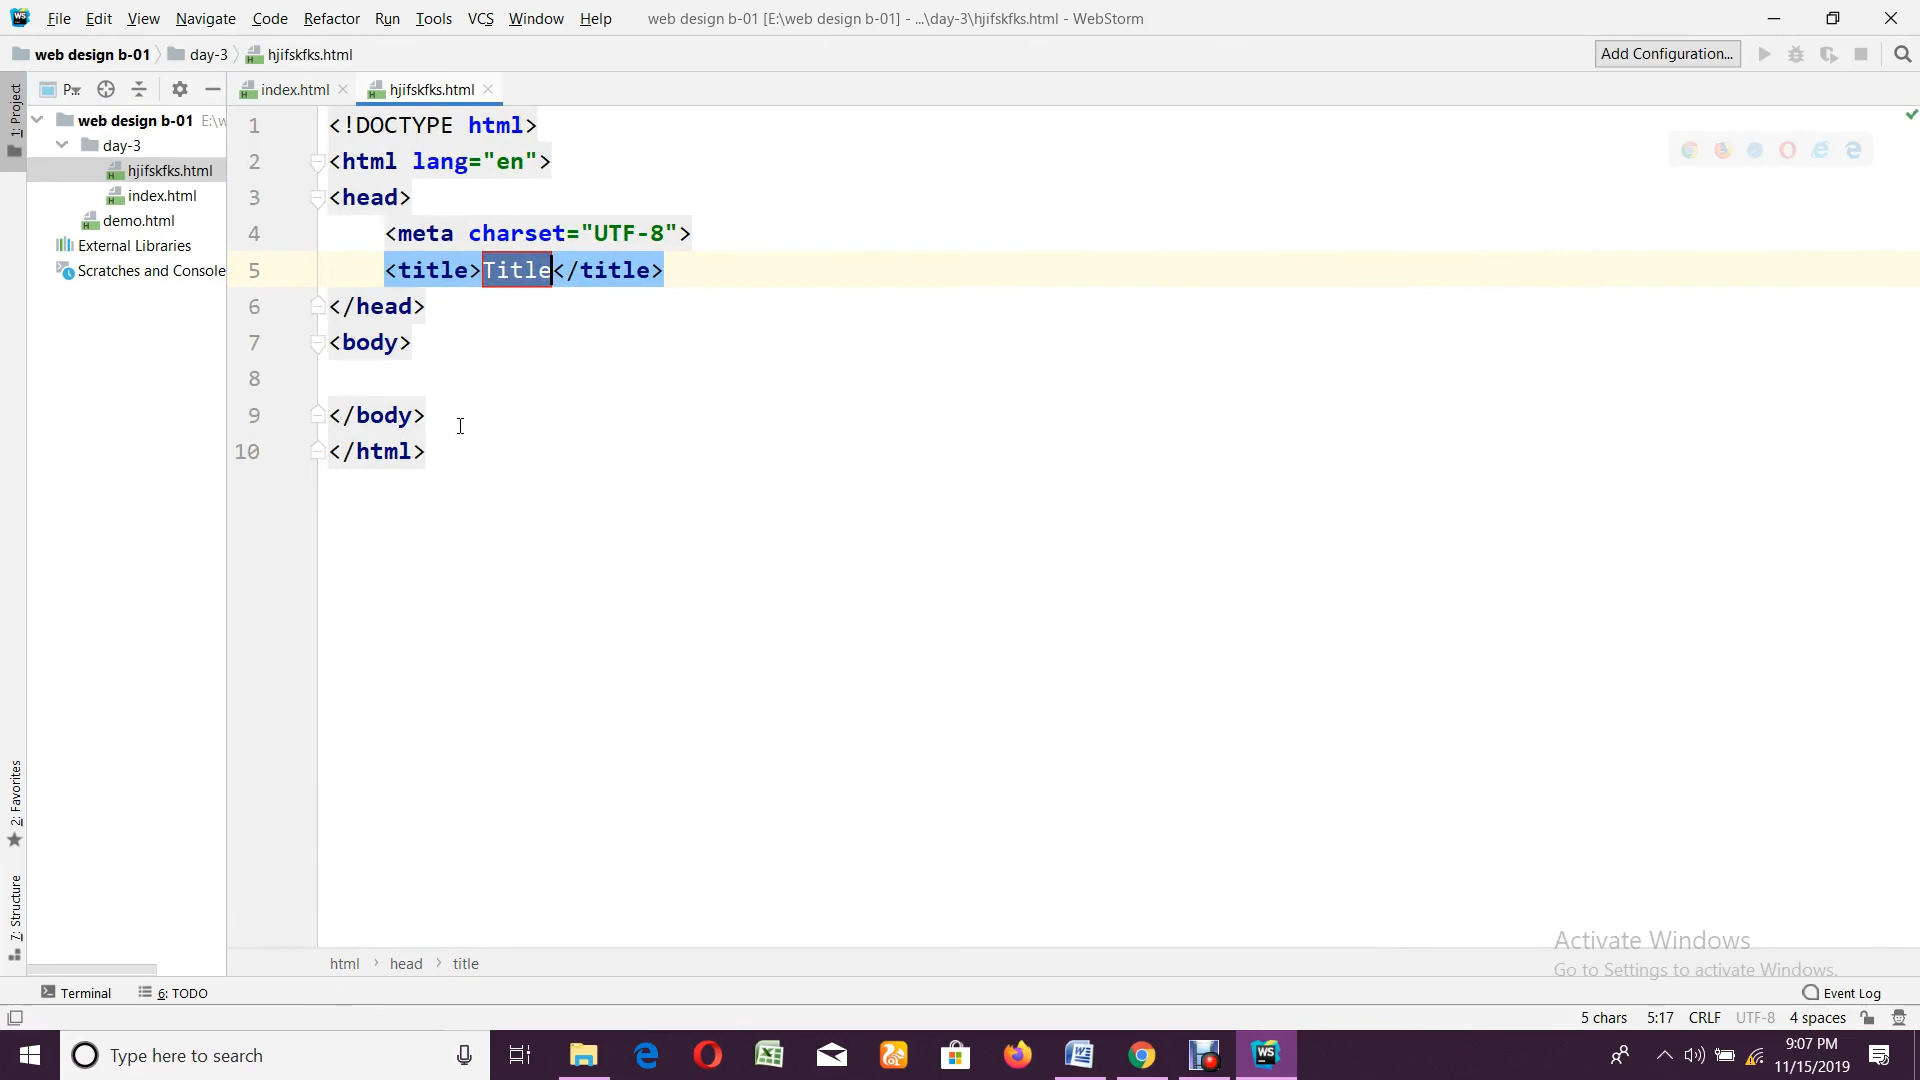 File Edit View Navigate Code Refactor Run Tools VCS Window Help web design b-01 [E:\web design b-01] - ...\day-3\hjifskfks.html - WebStorm
web design b-01 day-3 hjifskfks.html Add Configuration...
1: Project
P.. index.html hjifskfks.html
web design b-01 E:\w
day-3
hjifskfks.html
index.html
demo.html
External Libraries
Scratches and Console
1 <!DOCTYPE html>
2 <html lang="en">
3 <head>
4 <meta charset="UTF-8">
5 <title>Title</title>
6 </head>
7 <body>
8
9 </body>
10 </html>
2: Favorites
7: Structure
Activate Windows
Go to Settings to activate Windows.
html head title
Terminal 6: TODO Event Log
5 chars 5:17 CRLF UTF-8 4 spaces
Type here to search
9:07 PM
11/15/2019